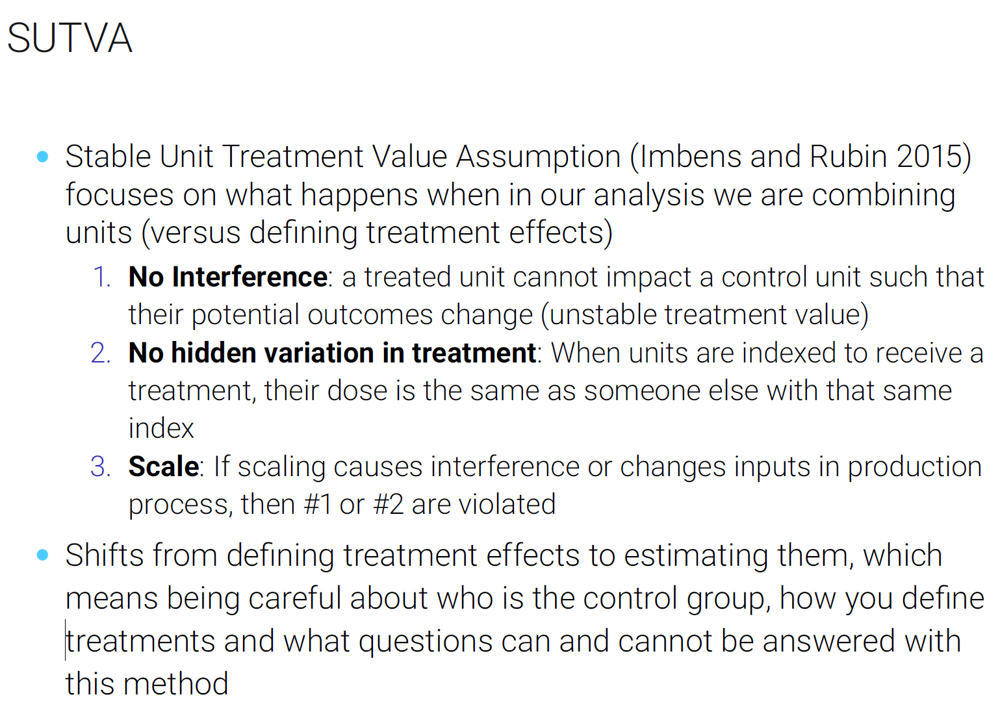 SUTVA
• Stable Unit Treatment Value Assumption (Imbens and Rubin 2015)
focuses on what happens when in our analysis we are combining
units (versus defining treatment effects)
1. No Interference: a treated unit cannot impact a control unit such that
their potential outcomes change (unstable treatment value)
2. No hidden variation in treatment: When units are indexed to receive a
treatment, their dose is the same as someone else with that same
index
3. Scale: If scaling causes interference or changes inputs in production
process, then #1 or #2 are violated
• Shifts from defining treatment effects to estimating them, which
means being careful about who is the control group, how you define
treatments and what questions can and cannot be answered with
this method